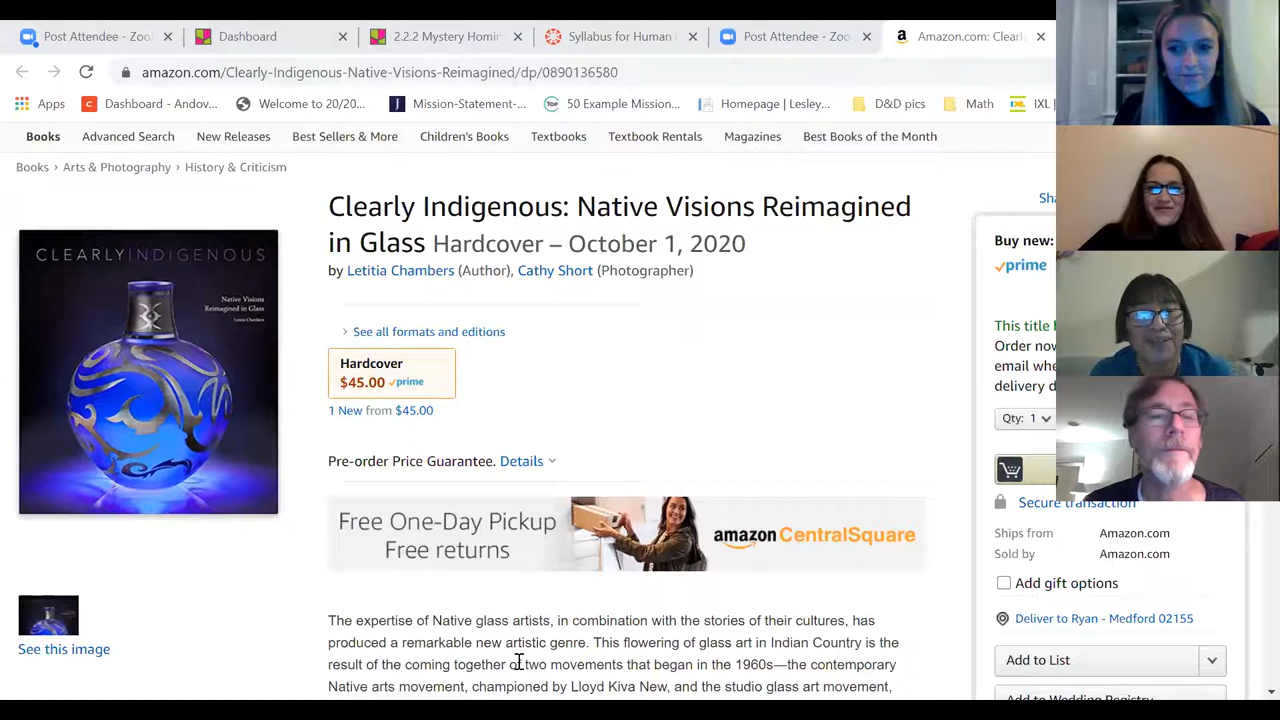 Post Attendee - Zoo
Dashboard
2.2.2 Mystery Homin
Syllabus for Human
Post Attendee - Zoo
Amazon.com: Clearly
amazon.com/Clearly-Indigenous-Native-Visions-Reimagined/dp/0890136580
Apps
Dashboard - Andov...
Welcome to 20/20...
Mission-Statement-...
50 Example Mission...
Homepage | Lesley...
D&D pics
Math
IXL |
Books
Advanced Search
New Releases
Best Sellers & More
Children's Books
Textbooks
Textbook Rentals
Magazines
Best Books of the Month
Books › Arts & Photography › History & Criticism
CLEARLYINDIGENOUS
Native Visions
Reimagined in Glass
Letitia Chambers
Clearly Indigenous: Native Visions Reimagined
in Glass Hardcover – October 1, 2020
by Letitia Chambers (Author), Cathy Short (Photographer)
See all formats and editions
Hardcover
$45.00 prime
1 New from $45.00
Pre-order Price Guarantee. Details
Free One-Day Pickup
Free returns
amazon CentralSquare
See this image
The expertise of Native glass artists, in combination with the stories of their cultures, has
produced a remarkable new artistic genre. This flowering of glass art in Indian Country is the
result of the coming together of two movements that began in the 1960s—the contemporary
Native arts movement, championed by Lloyd Kiva New, and the studio glass art movement,
Sha
Buy new:
prime
This title
Order now
email whe
delivery d
Qty: 1
Secure transaction
Ships from Amazon.com
Sold by Amazon.com
Add gift options
Deliver to Ryan - Medford 02155
Add to List
Add to Wedding Registry